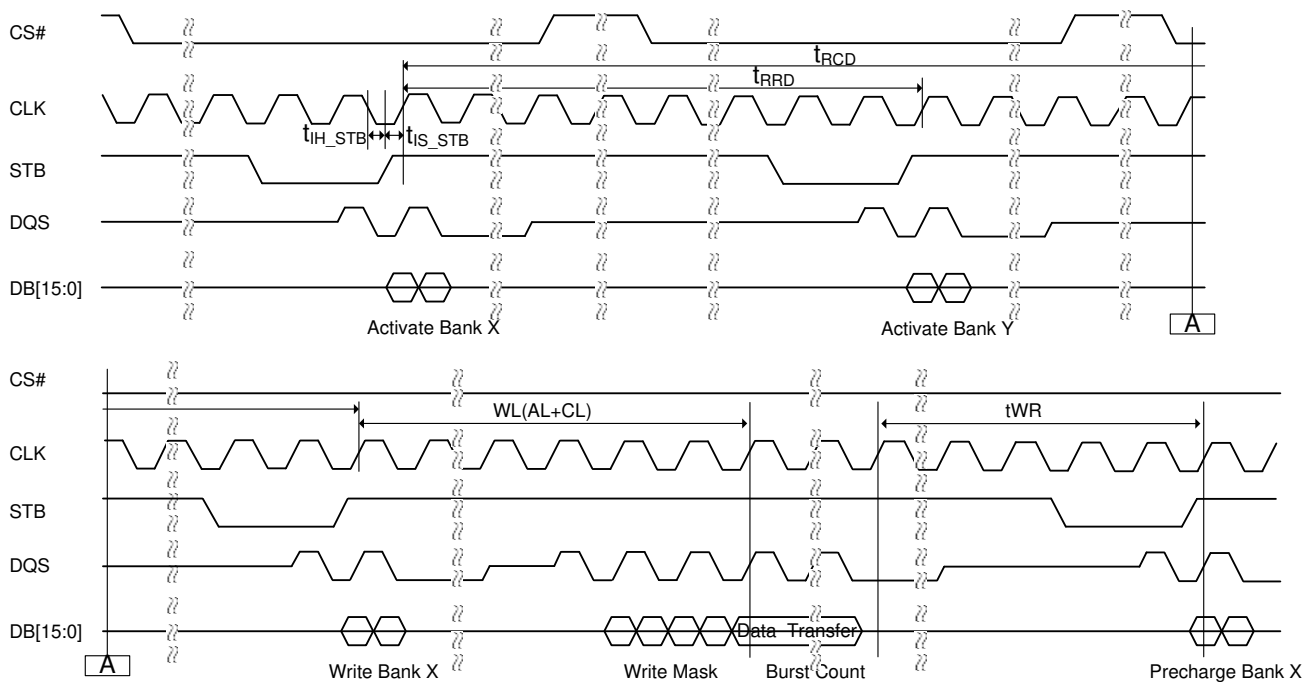 CS#
tRCD
tRRD
CLK
tIH_STB tIS_STB
STB
DQS
DB[15:0]
Activate Bank X Activate Bank Y A
CS#
WL(AL+CL) tWR
CLK
STB
DQS
DB[15:0] Data Transfer
A Write Bank X Write Mask Burst Count Precharge Bank X